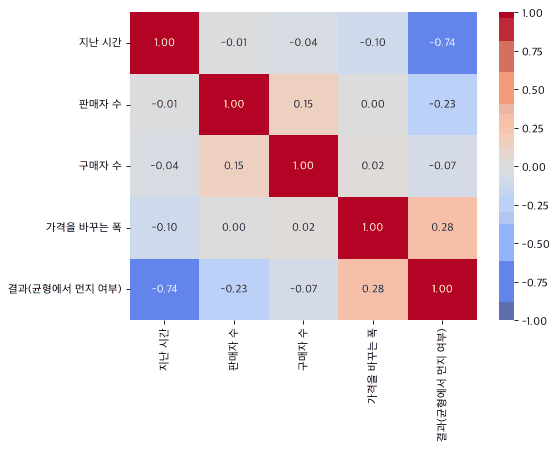 지난 시간 1.00 -0.01 -0.04 -0.10 -0.74
판매자 수 -0.01 1.00 0.15 0.00 -0.23
구매자 수 -0.04 0.15 1.00 0.02 -0.07
가격을 바꾸는 폭 -0.10 0.00 0.02 1.00 0.28
결과(균형에서 먼지 여부) -0.74 -0.23 -0.07 0.28 1.00
지난 시간
판매자 수
구매자 수
가격을 바꾸는 폭
결과(균형에서 먼지 여부)
1.00
0.75
0.50
0.25
0.00
-0.25
-0.50
-0.75
-1.00